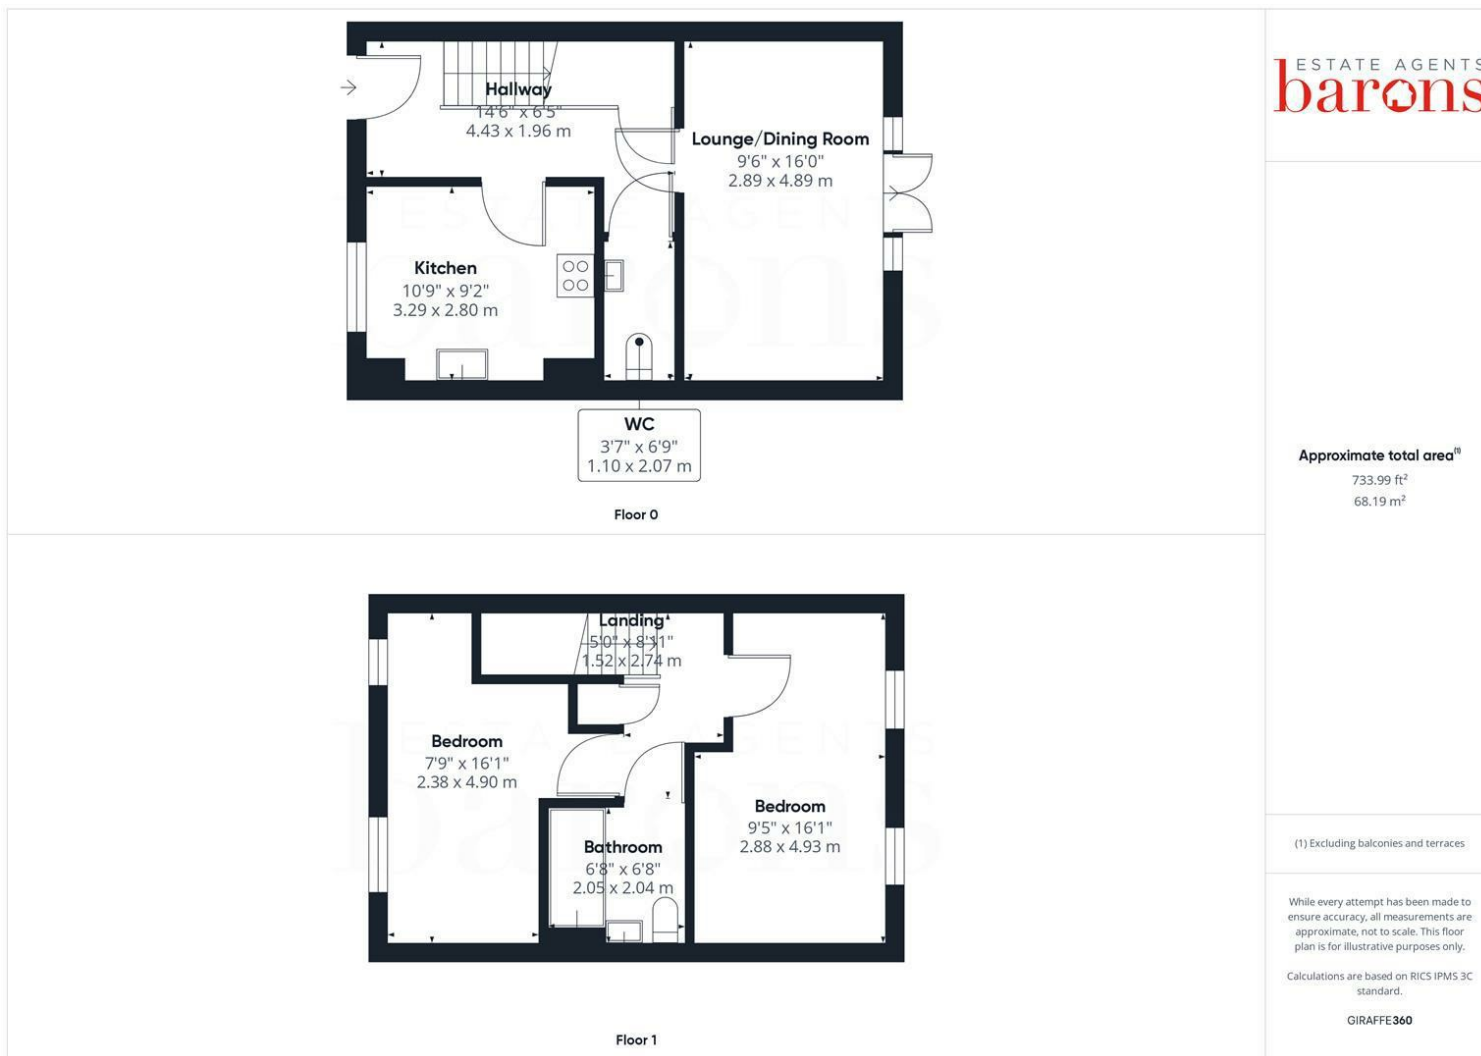 Hallway
14'6" x 6'5"
4.43 x 1.96 m
Lounge/Dining Room
9'6" x 16'0"
2.89 x 4.89 m
Kitchen
10'9" x 9'2"
3.29 x 2.80 m
WC
3'7" x 6'9"
1.10 x 2.07 m
Floor 0
ESTATE AGENTS
barons
Landing
5'0" x 8'11"
1.52 x 2.74 m
Bedroom
7'9" x 16'1"
2.38 x 4.90 m
Bedroom
9'5" x 16'1"
2.88 x 4.93 m
Bathroom
6'8" x 6'8"
2.05 x 2.04 m
Floor 1
ESTATE AGENTS
barons
ESTATE AGENTS
barons
Approximate total area(1)
733.99 ft²
68.19 m²
(1) Excluding balconies and terraces
While every attempt has been made to
ensure accuracy, all measurements are
approximate, not to scale. This floor
plan is for illustrative purposes only.
Calculations are based on RICS IPMS 3C
standard.
GIRAFFE360